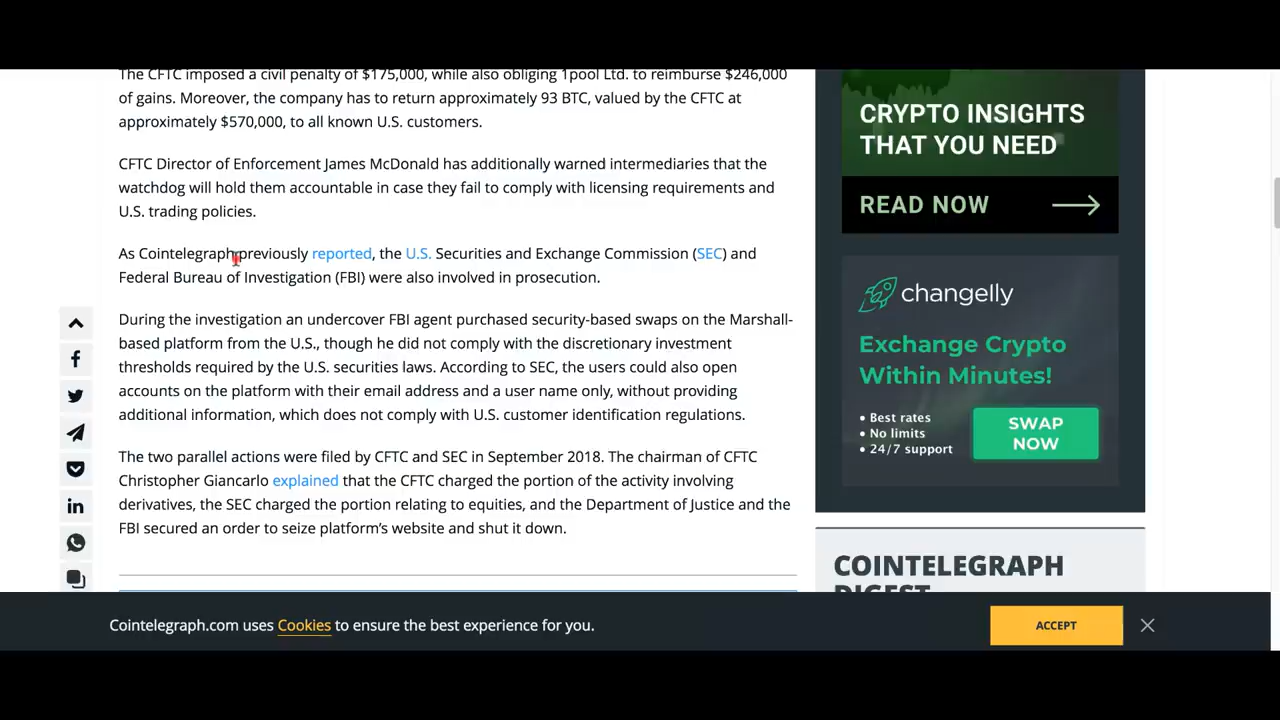 The CFTC imposed a civil penalty of $175,000, while also obliging 1pool Ltd. to reimburse $246,000
of gains. Moreover, the company has to return approximately 93 BTC, valued by the CFTC at
approximately $570,000, to all known U.S. customers.
CFTC Director of Enforcement James McDonald has additionally warned intermediaries that the
watchdog will hold them accountable in case they fail to comply with licensing requirements and
U.S. trading policies.
As Cointelegraph previously reported, the U.S. Securities and Exchange Commission (SEC) and
Federal Bureau of Investigation (FBI) were also involved in prosecution.
During the investigation an undercover FBI agent purchased security-based swaps on the Marshall-
based platform from the U.S., though he did not comply with the discretionary investment
thresholds required by the U.S. securities laws. According to SEC, the users could also open
accounts on the platform with their email address and a user name only, without providing
additional information, which does not comply with U.S. customer identification regulations.
The two parallel actions were filed by CFTC and SEC in September 2018. The chairman of CFTC
Christopher Giancarlo explained that the CFTC charged the portion of the activity involving
derivatives, the SEC charged the portion relating to equities, and the Department of Justice and the
FBI secured an order to seize platform’s website and shut it down.
CRYPTO INSIGHTS
THAT YOU NEED
READ NOW
changelly
Exchange Crypto
Within Minutes!
• Best rates
• No limits
• 24/7 support
SWAP
NOW
COINTELEGRAPH
DIGEST
Cointelegraph.com uses Cookies to ensure the best experience for you.
ACCEPT